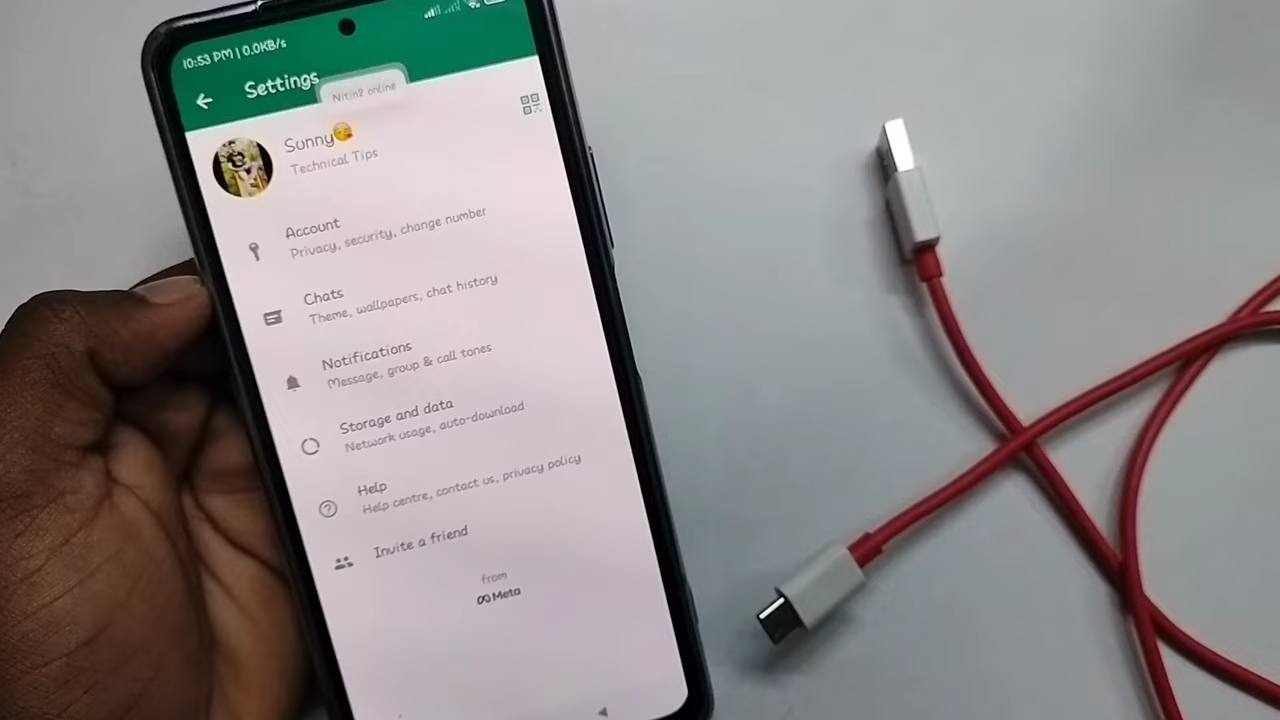 10:53 PM | 0.0KB/s
Settings
Nitin2 online
Sunny😘
Technical Tips
Account
Privacy, security, change number
Chats
Theme, wallpapers, chat history
Notifications
Message, group & call tones
Storage and data
Network usage, auto-download
Help
Help centre, contact us, privacy policy
Invite a friend
from
Meta